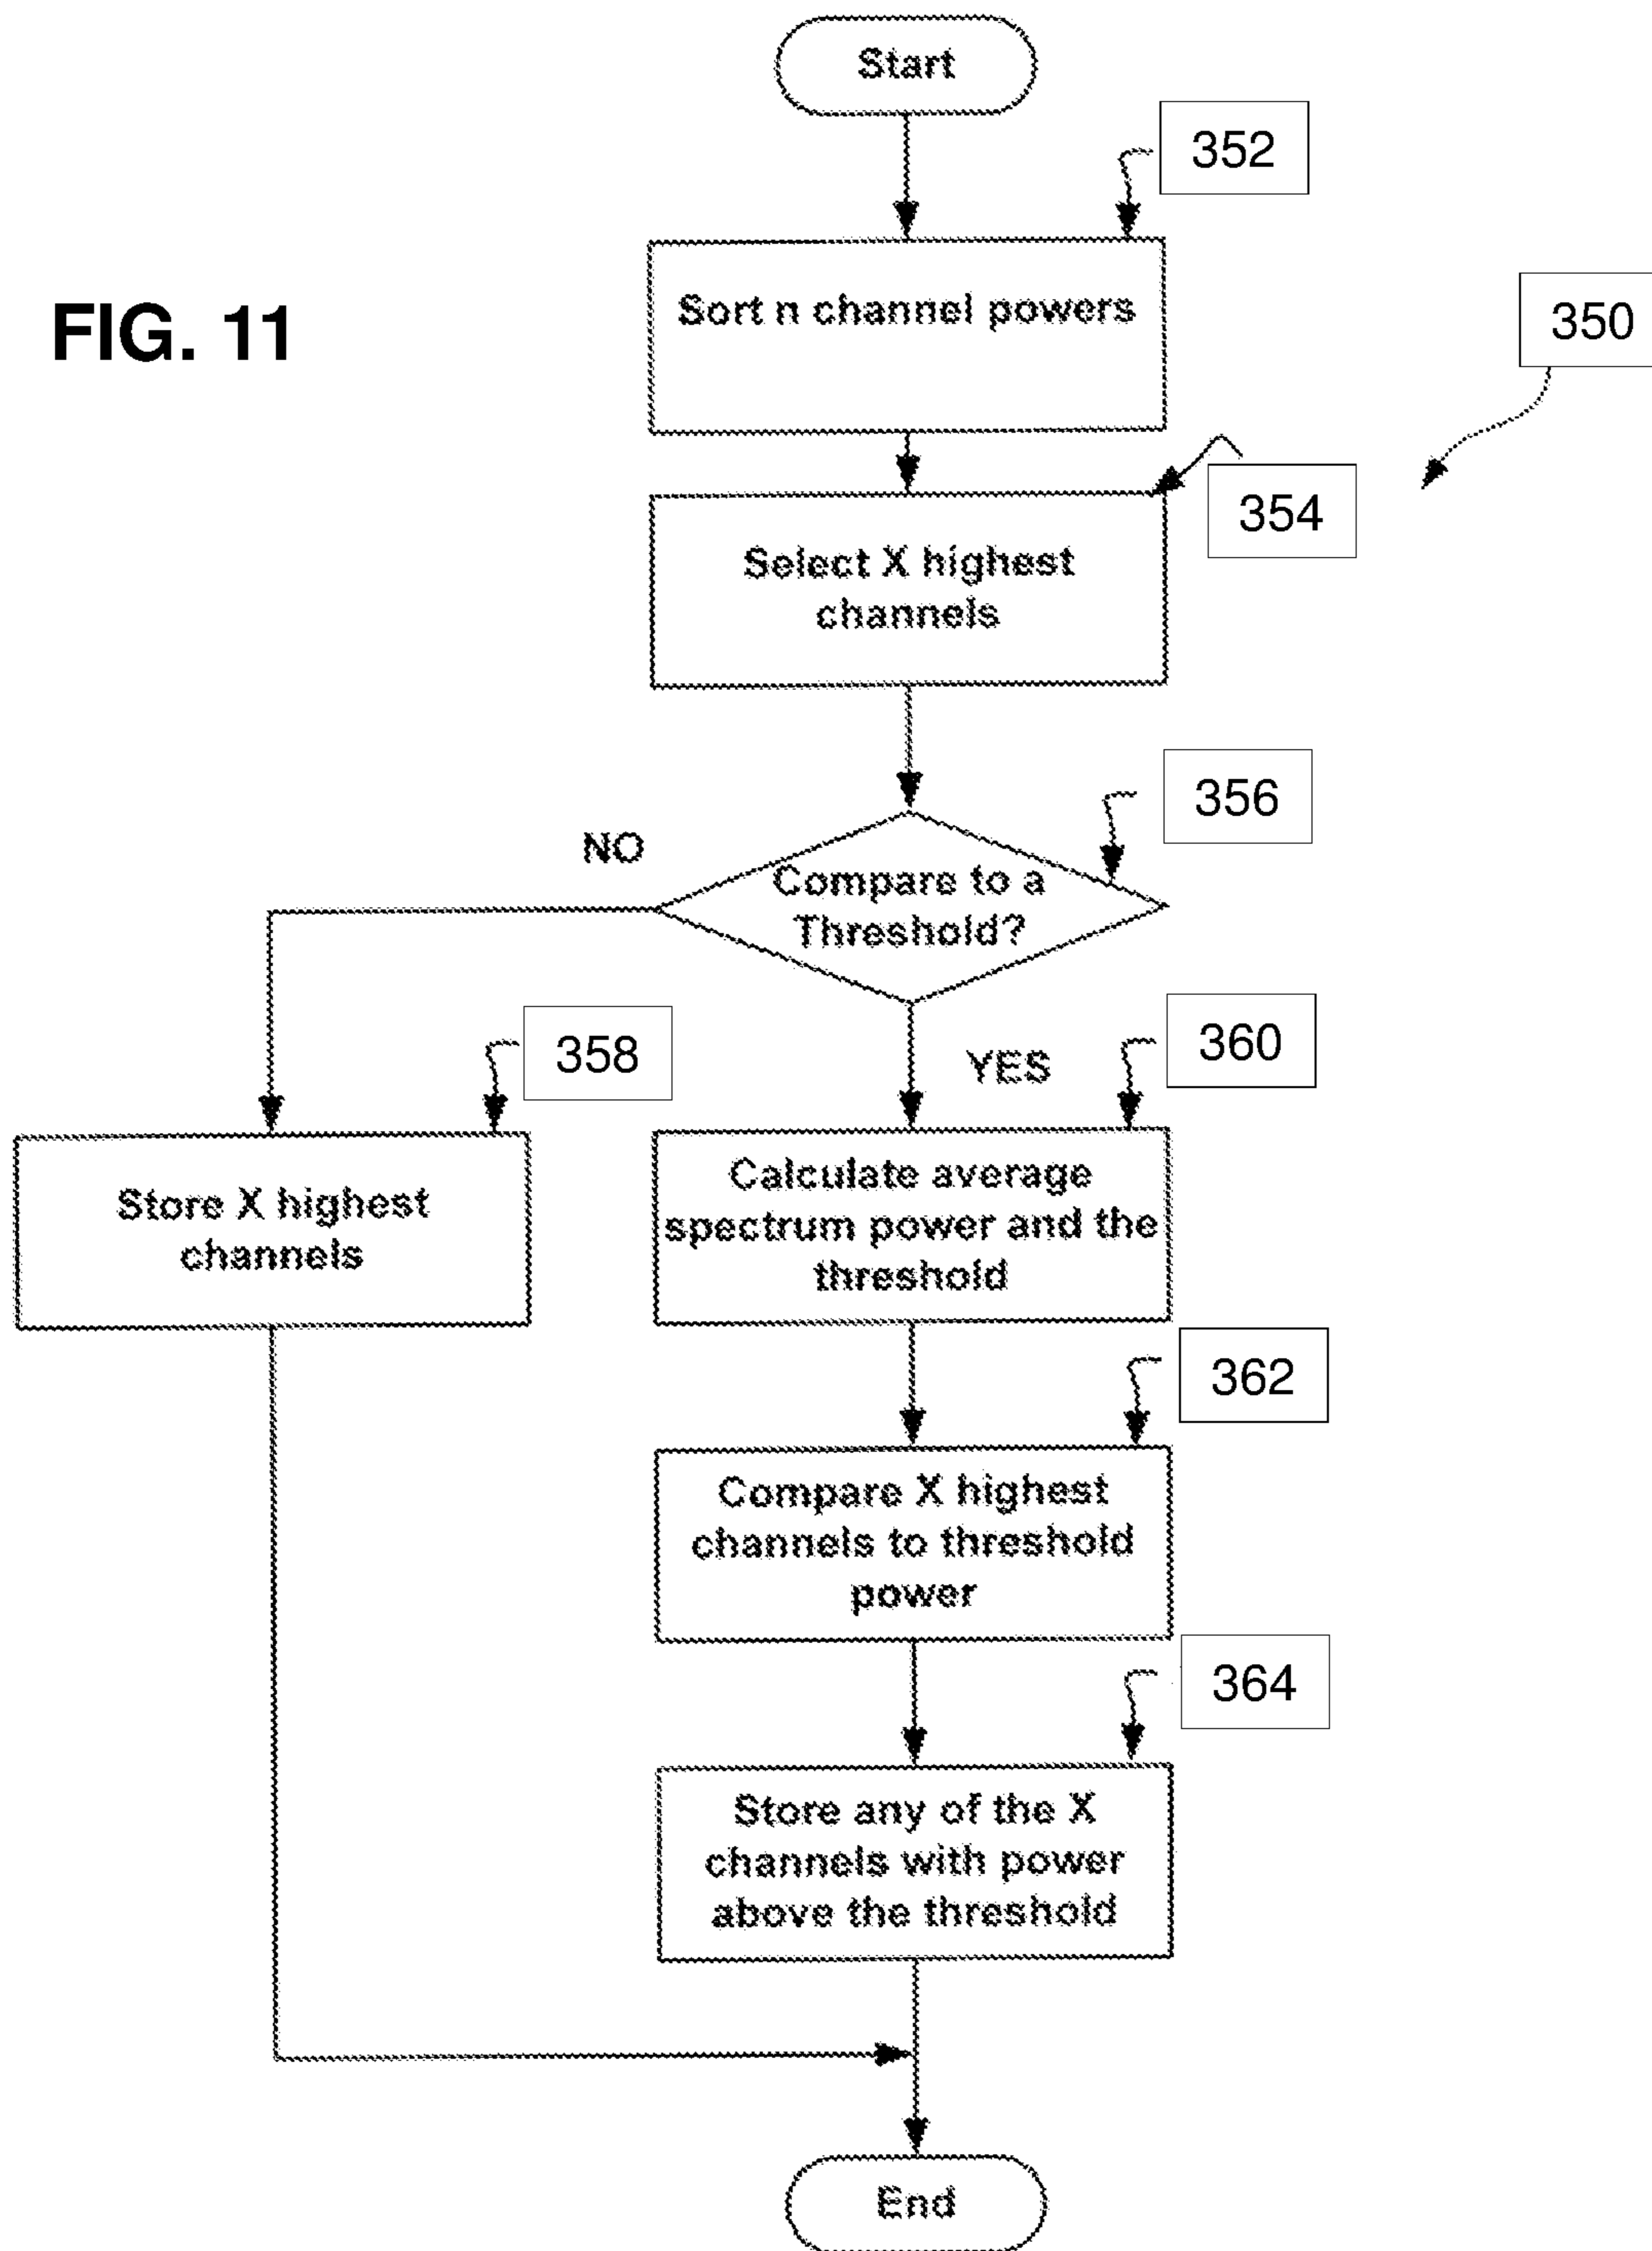 Start
352
FIG. 11
350
Sort n channel powers
354
Select X highest
channels
356
NO
Compare to a
Threshold?
358
YES
360
Store X highest
channels
Calculate average
spectrum power and the
threshold
362
Compare X highest
channels to threshold
power
364
Store any of the X
channels with power
above the threshold
End